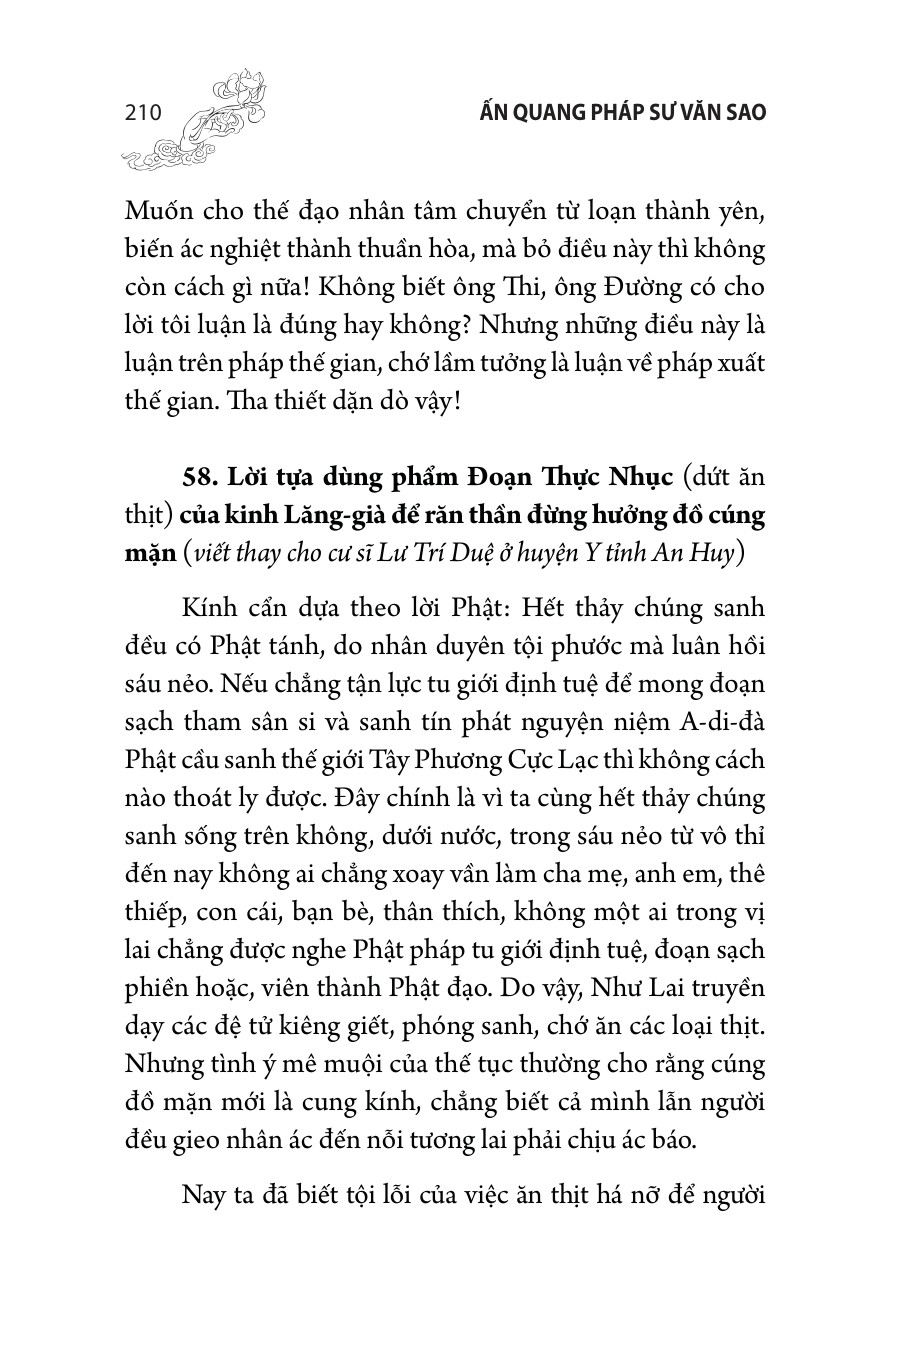 210
ẤN QUANG PHÁP SƯ VĂN SAO
Muốn cho thế đạo nhân tâm chuyển từ loạn thành yên,
biến ác nghiệt thành thuần hòa, mà bỏ điều này thì không
còn cách gì nữa! Không biết ông Thi, ông Đường có cho
lời tôi luận là đúng hay không? Nhưng những điều này là
luận trên pháp thế gian, chớ lầm tưởng là luận về pháp xuất
thế gian. Tha thiết dặn dò vậy!
58. Lời tựa dùng phẩm Đoạn Thực Nhục (dứt ăn
thịt) của kinh Lăng-già để răn thần đừng hưởng đồ cúng
mặn (viết thay cho cư sĩ Lư Trí Duệ ở huyện Y tỉnh An Huy)
Kính cẩn dựa theo lời Phật: Hết thảy chúng sanh
đều có Phật tánh, do nhân duyên tội phước mà luân hồi
sáu nẻo. Nếu chẳng tận lực tu giới định tuệ để mong đoạn
sạch tham sân si và sanh tín phát nguyện niệm A-di-đà
Phật cầu sanh thế giới Tây Phương Cực Lạc thì không cách
nào thoát ly được. Đây chính là vì ta cùng hết thảy chúng
sanh sống trên không, dưới nước, trong sáu nẻo từ vô thỉ
đến nay không ai chẳng xoay vần làm cha mẹ, anh em, thê
thiếp, con cái, bạn bè, thân thích, không một ai trong vị
lai chẳng được nghe Phật pháp tu giới định tuệ, đoạn sạch
phiền hoặc, viên thành Phật đạo. Do vậy, Như Lai truyền
dạy các đệ tử kiêng giết, phóng sanh, chớ ăn các loại thịt.
Nhưng tình ý mê muội của thế tục thường cho rằng cúng
đồ mặn mới là cung kính, chẳng biết cả mình lẫn người
đều gieo nhân ác đến nỗi tương lai phải chịu ác báo.
Nay ta đã biết tội lỗi của việc ăn thịt há nỡ để người